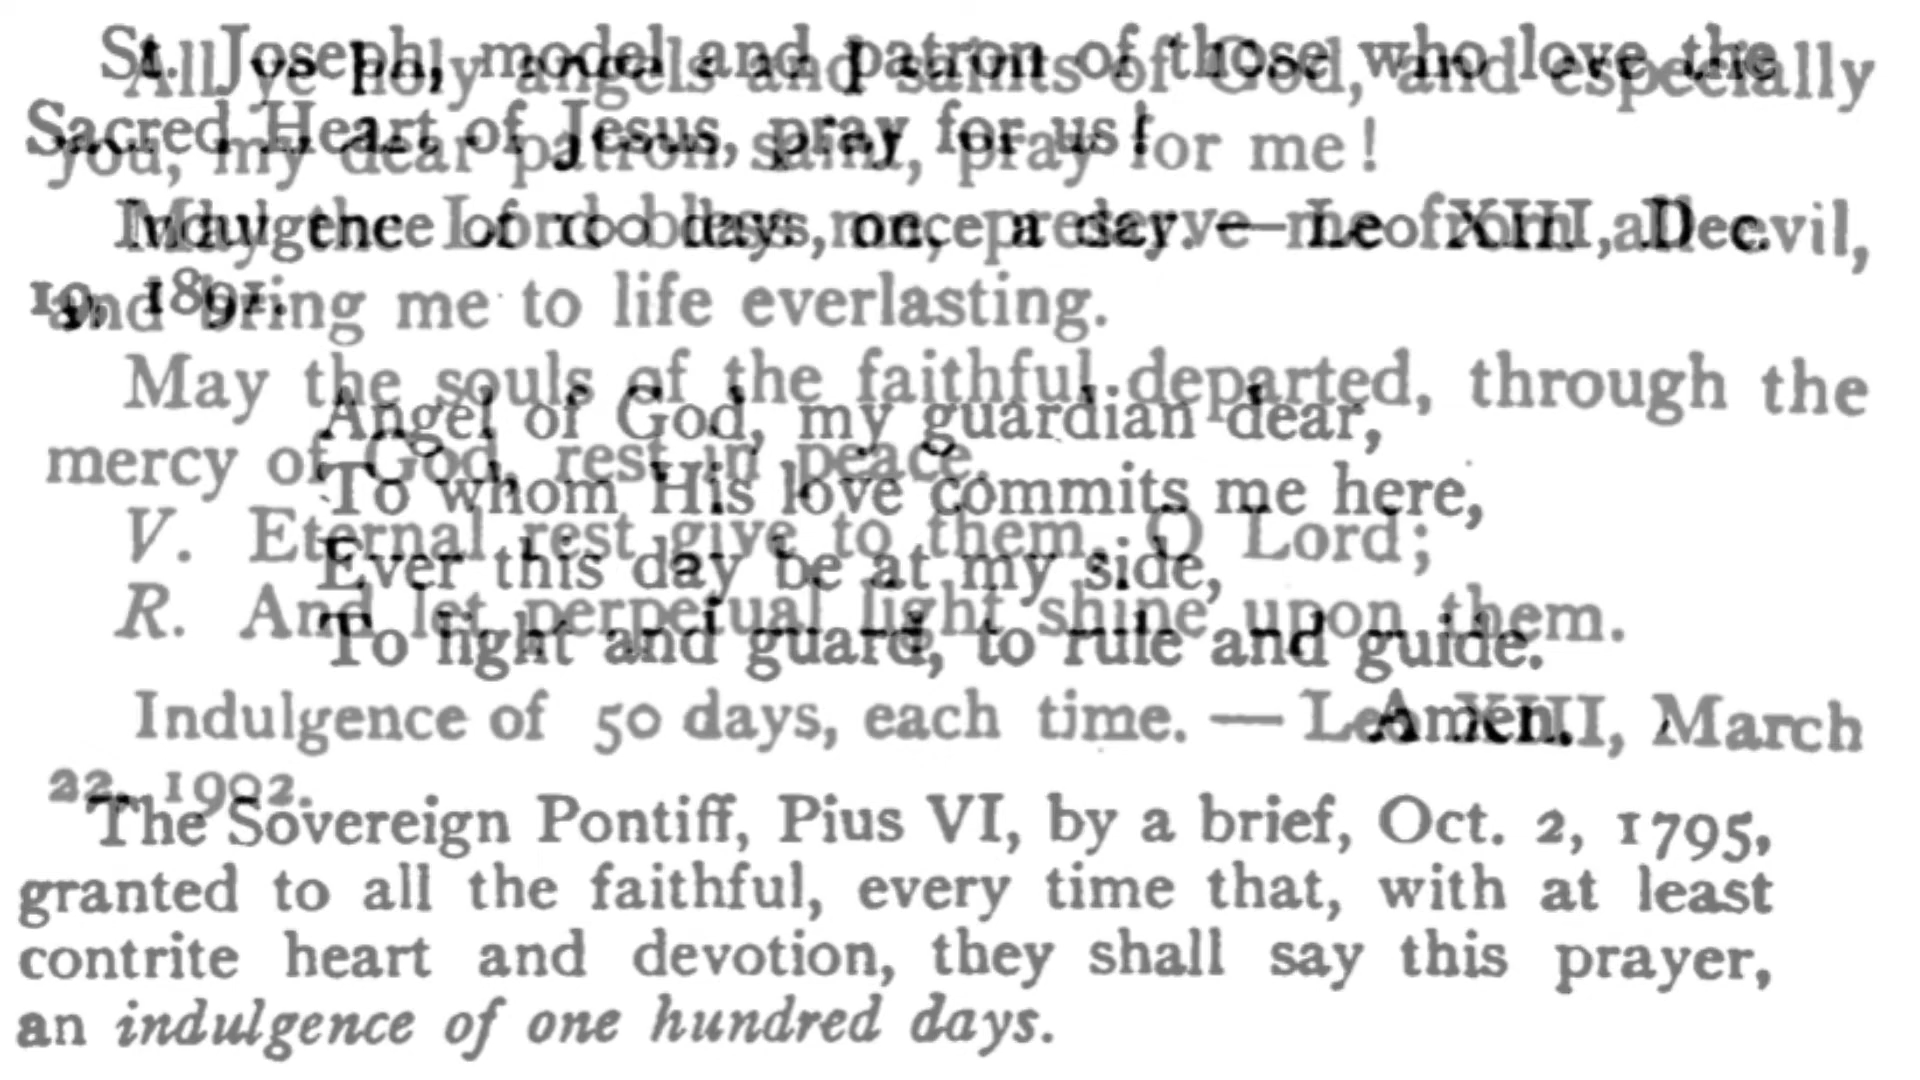 St. Joseph, model and patron of those who love the
Sacred Heart of Jesus, pray for us!
Indulgence of 100 days, once a day. — Leo XIII, Dec.
19, 1891.
Angel of God, my guardian dear,
To whom His love commits me here,
Ever this day be at my side,
To light and guard, to rule and guide.
Amen.
The Sovereign Pontiff, Pius VI, by a brief, Oct. 2, 1795,
granted to all the faithful, every time that, with at least
contrite heart and devotion, they shall say this prayer,
an indulgence of one hundred days.
All ye holy angels and saints of God, and especially
you, my dear patron saint, pray for me!
May the Lord bless me, preserve me from all evil,
and bring me to life everlasting.
May the souls of the faithful departed, through the
mercy of God, rest in peace.
V. Eternal rest give to them, O Lord;
R. And let perpetual light shine upon them.
Indulgence of 50 days, each time. — Leo XIII, March
22, 1902.